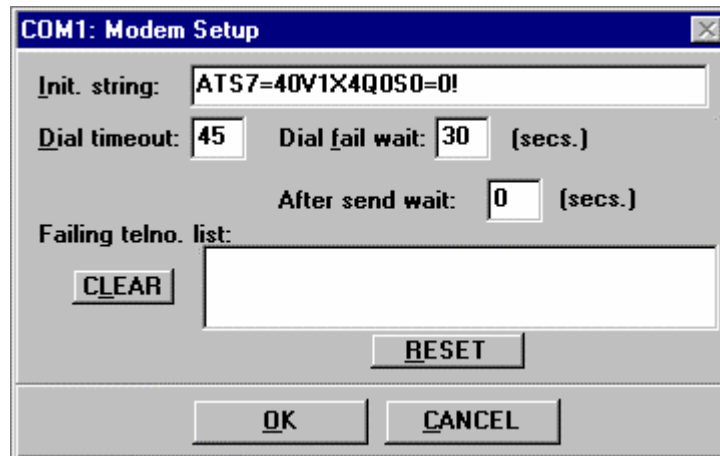 COM1: Modem Setup
Init. string: ATS7=40V1X4Q0S0=0!
Dial timeout: 45 Dial fail wait: 30 (secs.)
After send wait: 0 (secs.)
Failing telno. list:
CLEAR
RESET
OK CANCEL